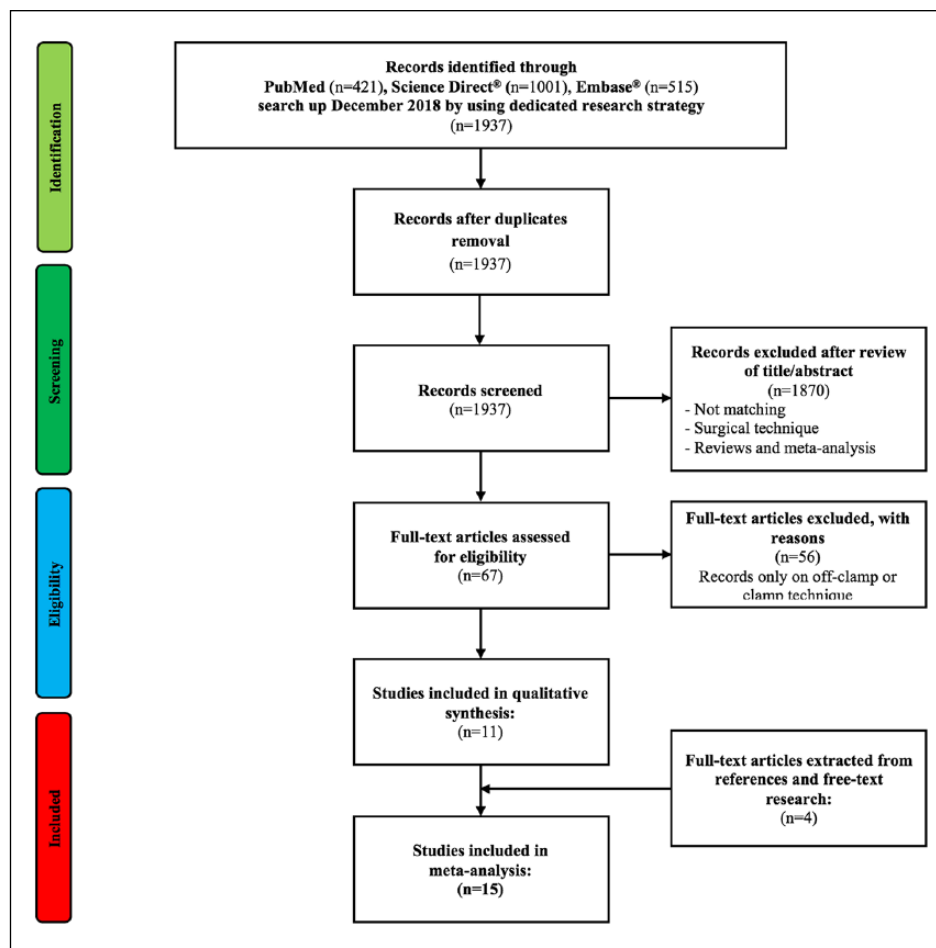 Identification
Records identified through
PubMed (n=421), Science Direct® (n=1001), Embase® (n=515)
search up December 2018 by using dedicated research strategy
(n=1937)
Records after duplicates
removal
(n=1937)
Screening
Records screened
(n=1937)
Records excluded after review
of title/abstract
(n=1870)
- Not matching
- Surgical technique
- Reviews and meta-analysis
Eligibility
Full-text articles assessed
for eligibility
(n=67)
Full-text articles excluded, with
reasons
(n=56)
Records only on off-clamp or
clamp technique
Included
Studies included in qualitative
synthesis:
(n=11)
Full-text articles extracted from
references and free-text
research:
(n=4)
Studies included in
meta-analysis:
(n=15)